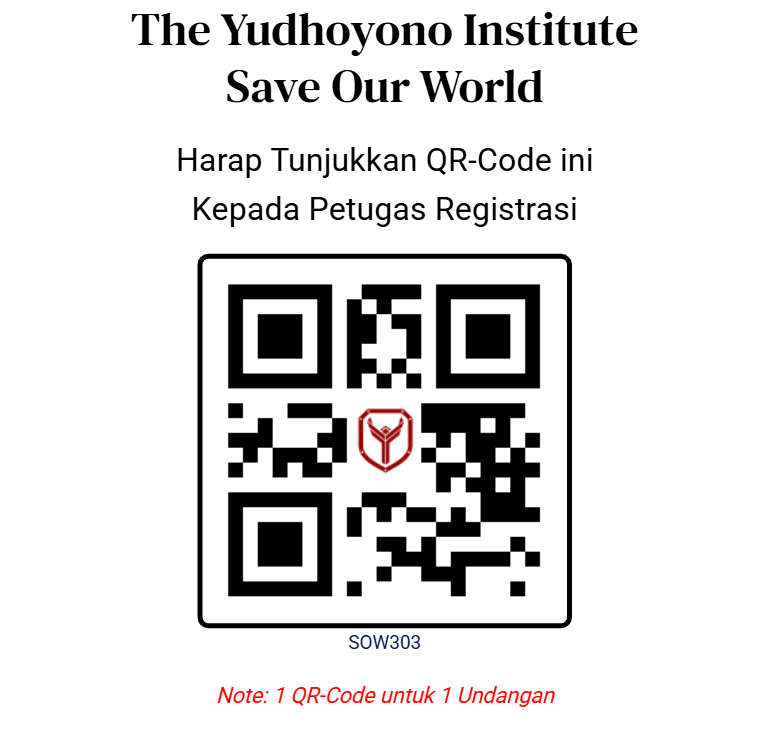 The Yudhoyono Institute
Save Our World
Harap Tunjukkan QR-Code ini
Kepada Petugas Registrasi
SOW303
Note: 1 QR-Code untuk 1 Undangan